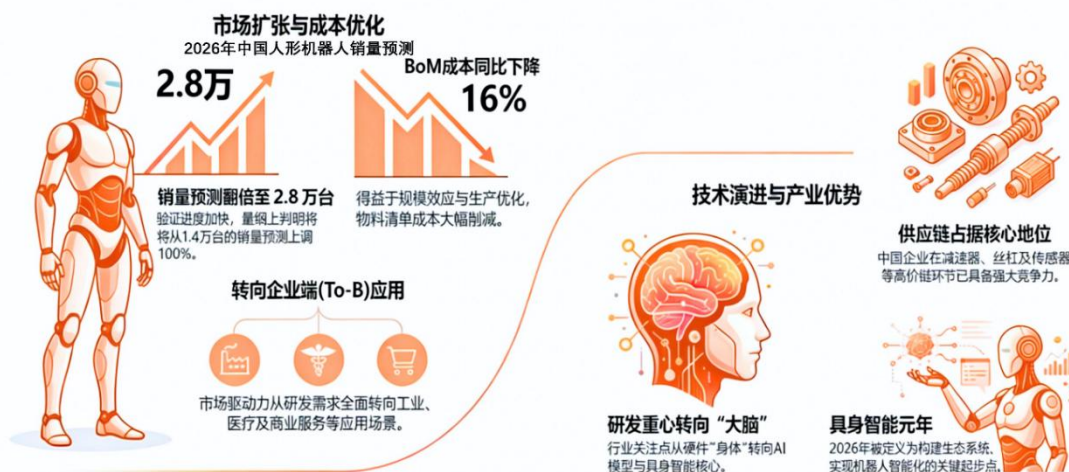 市场扩张与成本优化
2026年中国人形机器人销量预测
2.8万
BoM成本同比下降
16%
销量预测翻倍至 2.8 万台
验证进度加快，量纲上判明将
将从1.4万台的销量预测上调
100%。
得益于规模效应与生产优化，
物料清单成本大幅削减。
转向企业端(To-B)应用
市场驱动力从研发需求全面转向工业、
医疗及商业服务等应用场景。
技术演进与产业优势
研发重心转向“大脑”
行业关注点从硬件“身体”转向AI
模型与具身智能核心。
供应链占据核心地位
中国企业在减速器、丝杠及传感器
等高价链环节已具备强大竞争力。
具身智能元年
2026年被定义为构建生态系统、
实现机器人智能化的关键起步点。